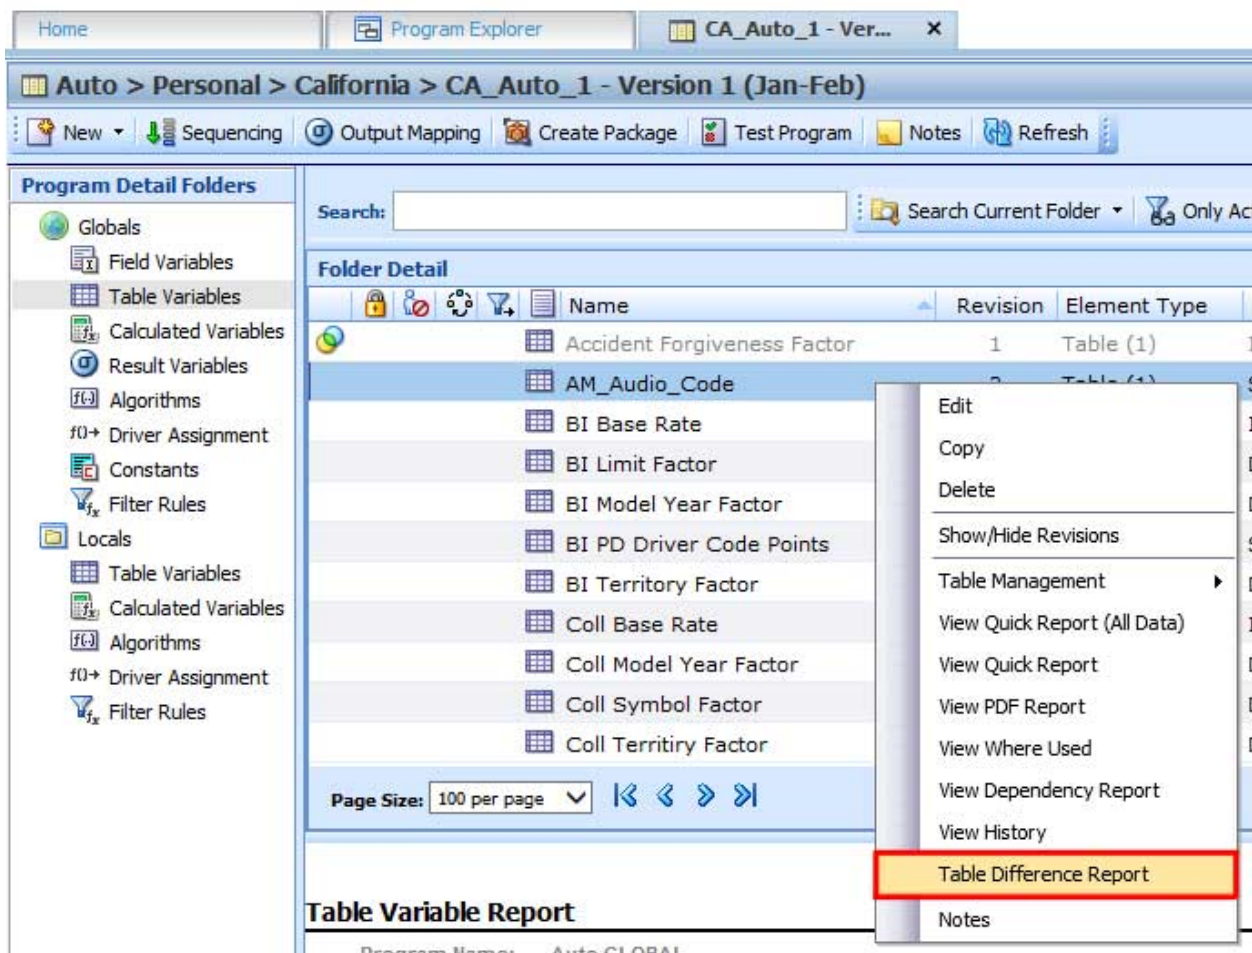 Home
Program Explorer
CA_Auto_1 - Ver... x
Auto > Personal > California > CA_Auto_1 - Version 1 (Jan-Feb)
New Sequencing Output Mapping Create Package Test Program Notes Refresh
Program Detail Folders
Globals
Field Variables
Table Variables
Calculated Variables
Result Variables
Algorithms
Driver Assignment
Constants
Filter Rules
Locals
Table Variables
Calculated Variables
Algorithms
Driver Assignment
Filter Rules
Search: Search Current Folder Only Ac
Folder Detail
Name Revision Element Type
Accident Forgiveness Factor 1 Table (1)
AM_Audio_Code Table (1)
BI Base Rate
BI Limit Factor
BI Model Year Factor
BI PD Driver Code Points
BI Territory Factor
Coll Base Rate
Coll Model Year Factor
Coll Symbol Factor
Coll Territiry Factor
Page Size: 100 per page
Edit
Copy
Delete
Show/Hide Revisions
Table Management
View Quick Report (All Data)
View Quick Report
View PDF Report
View Where Used
View Dependency Report
View History
Table Difference Report
Notes
Table Variable Report
Program Name: Auto GLOBAL